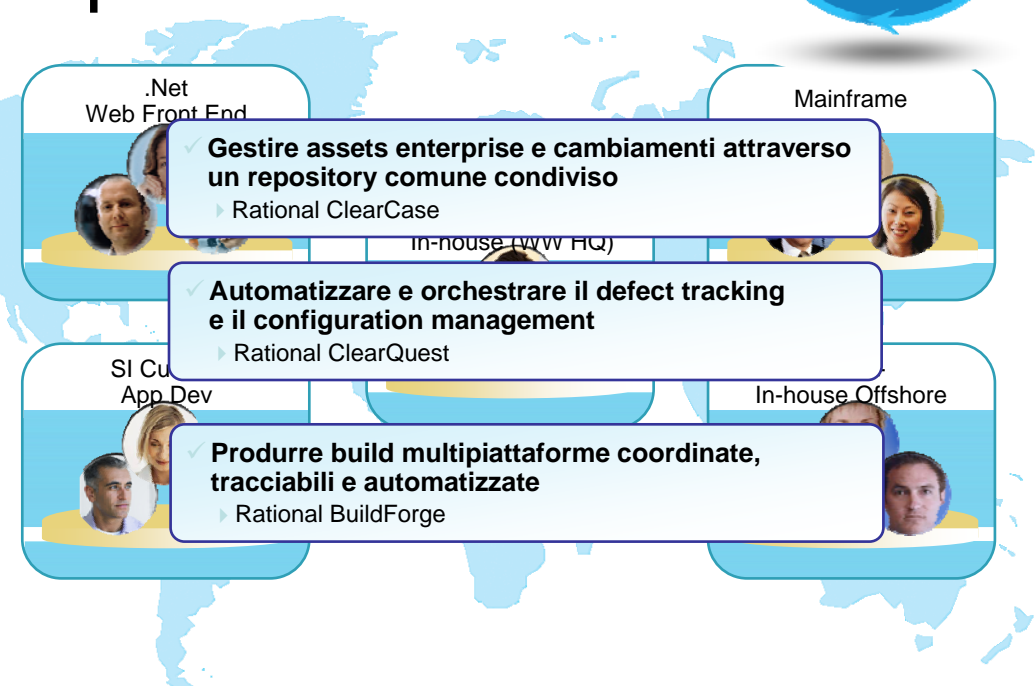 .Net
Web Front End
Mainframe
Gestire assets enterprise e cambiamenti attraverso
un repository comune condiviso
Rational ClearCase
In-house (WW HQ)
Automatizzare e orchestrare il defect tracking
e il configuration management
Rational ClearQuest
SI Cu
App Dev
In-house Offshore
Produrre build multipiattaforme coordinate,
tracciabili e automatizzate
Rational BuildForge